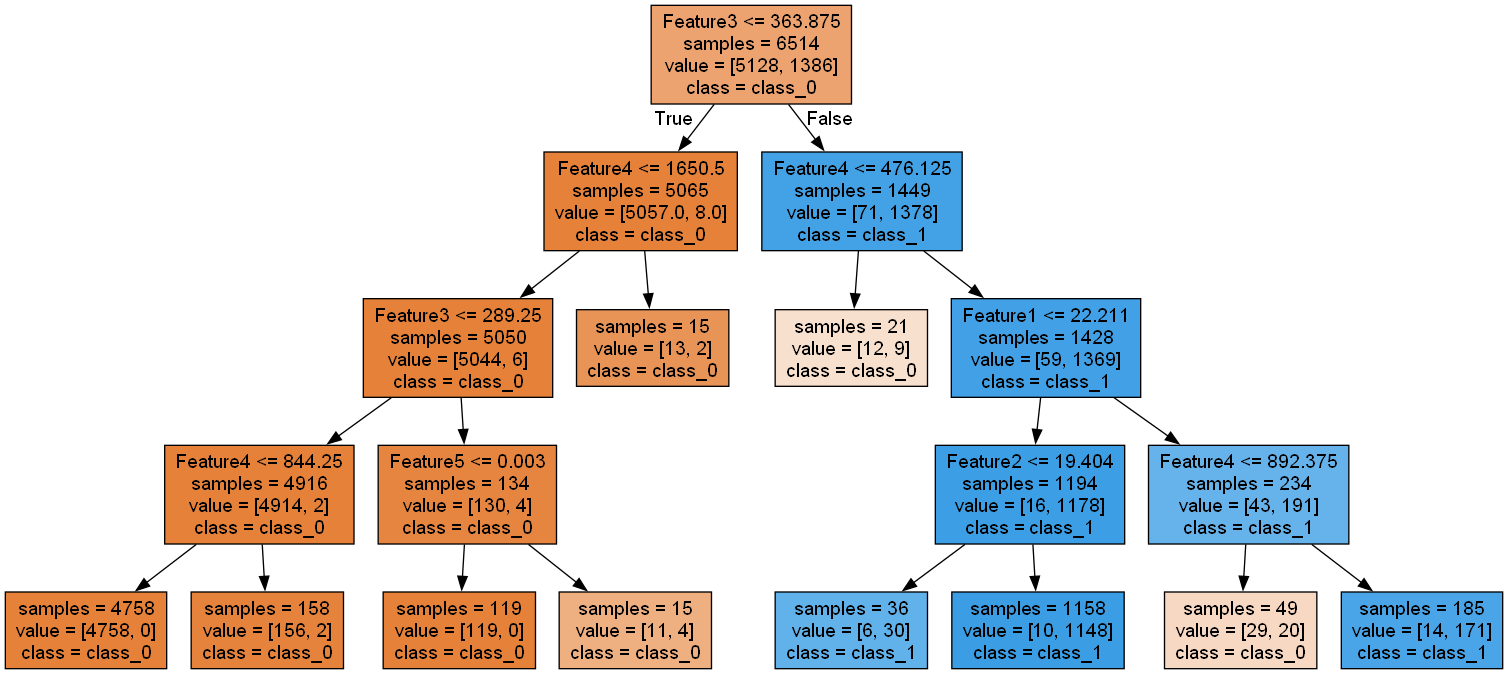 Feature3 <= 363.875
samples = 6514
value = [5128, 1386]
class = class_0
True
False
Feature4 <= 1650.5
samples = 5065
value = [5057.0, 8.0]
class = class_0
Feature4 <= 476.125
samples = 1449
value = [71, 1378]
class = class_1
Feature3 <= 289.25
samples = 5050
value = [5044, 6]
class = class_0
samples = 15
value = [13, 2]
class = class_0
samples = 21
value = [12, 9]
class = class_0
Feature1 <= 22.211
samples = 1428
value = [59, 1369]
class = class_1
Feature4 <= 844.25
samples = 4916
value = [4914, 2]
class = class_0
Feature5 <= 0.003
samples = 134
value = [130, 4]
class = class_0
Feature2 <= 19.404
samples = 1194
value = [16, 1178]
class = class_1
Feature4 <= 892.375
samples = 234
value = [43, 191]
class = class_1
samples = 4758
value = [4758, 0]
class = class_0
samples = 158
value = [156, 2]
class = class_0
samples = 119
value = [119, 0]
class = class_0
samples = 15
value = [11, 4]
class = class_0
samples = 36
value = [6, 30]
class = class_1
samples = 1158
value = [10, 1148]
class = class_1
samples = 49
value = [29, 20]
class = class_0
samples = 185
value = [14, 171]
class = class_1